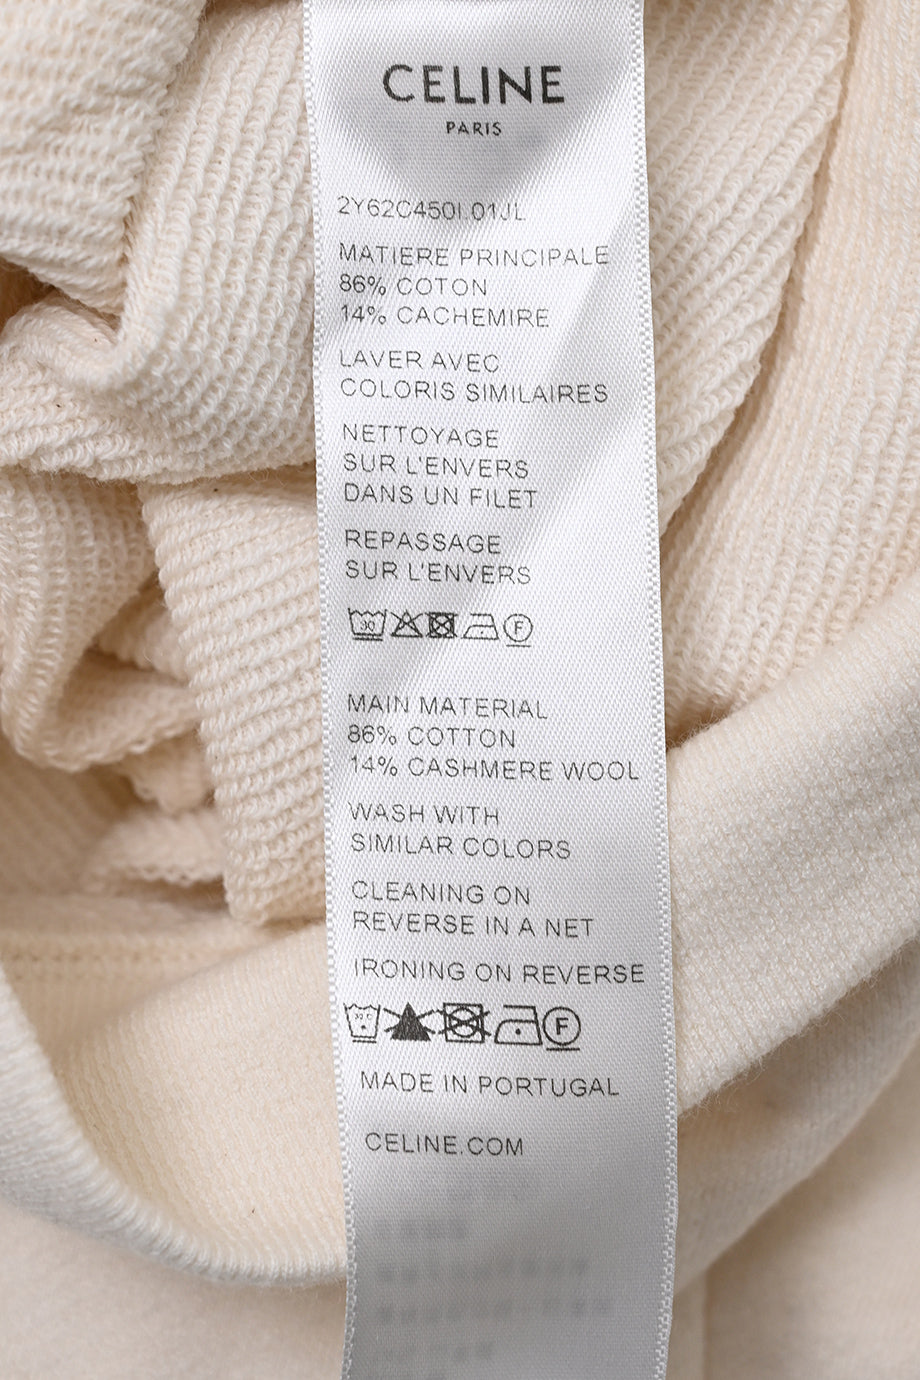 CELINE
PARIS
2Y62C450I.01JL
MATIERE PRINCIPALE
86% COTON
14% CACHEMIRE
LAVER AVEC
COLORIS SIMILAIRES
NETTOYAGE
SUR L'ENVERS
DANS UN FILET
REPASSAGE
SUR L'ENVERS
30 F
MAIN MATERIAL
86% COTTON
14% CASHMERE WOOL
WASH WITH
SIMILAR COLORS
CLEANING ON
REVERSE IN A NET
IRONING ON REVERSE
30 C F
MADE IN PORTUGAL
CELINE.COM